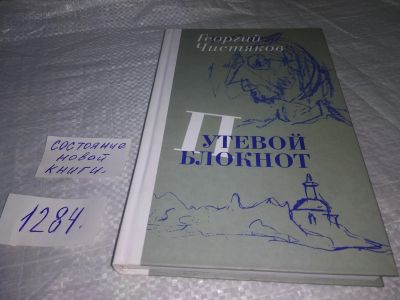 Георгий
Чистяков
ПУТЕВОЙ
БЛОКНОТ
состояние
новой
книги.
1284.